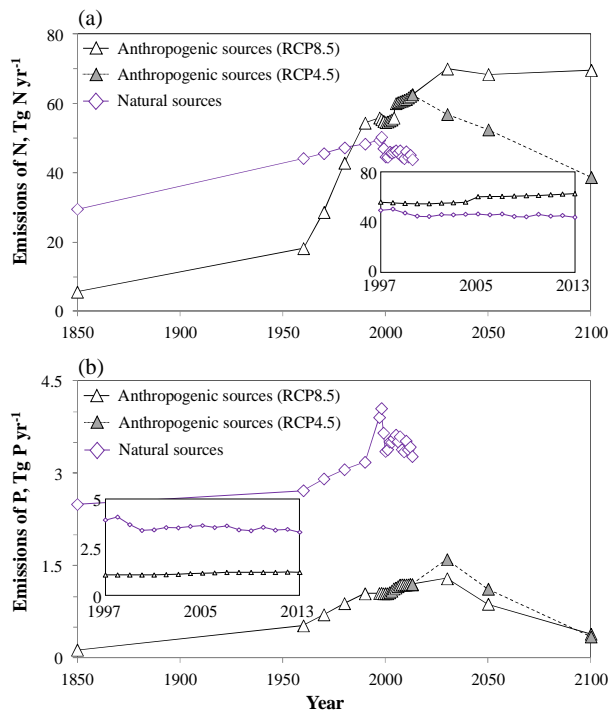 (a)
80
60
40
20
0
Emissions of N, Tg N yr-1
Anthropogenic sources (RCP8.5)
Anthropogenic sources (RCP4.5)
Natural sources
80
40
0
1997 2005 2013
1850 1900 1950 2000 2050 2100
(b)
4.5
3
1.5
0
Emissions of P, Tg P yr-1
Anthropogenic sources (RCP8.5)
Anthropogenic sources (RCP4.5)
Natural sources
5
2.5
0
1997 2005 2013
1850 1900 1950 2000 2050 2100
Year